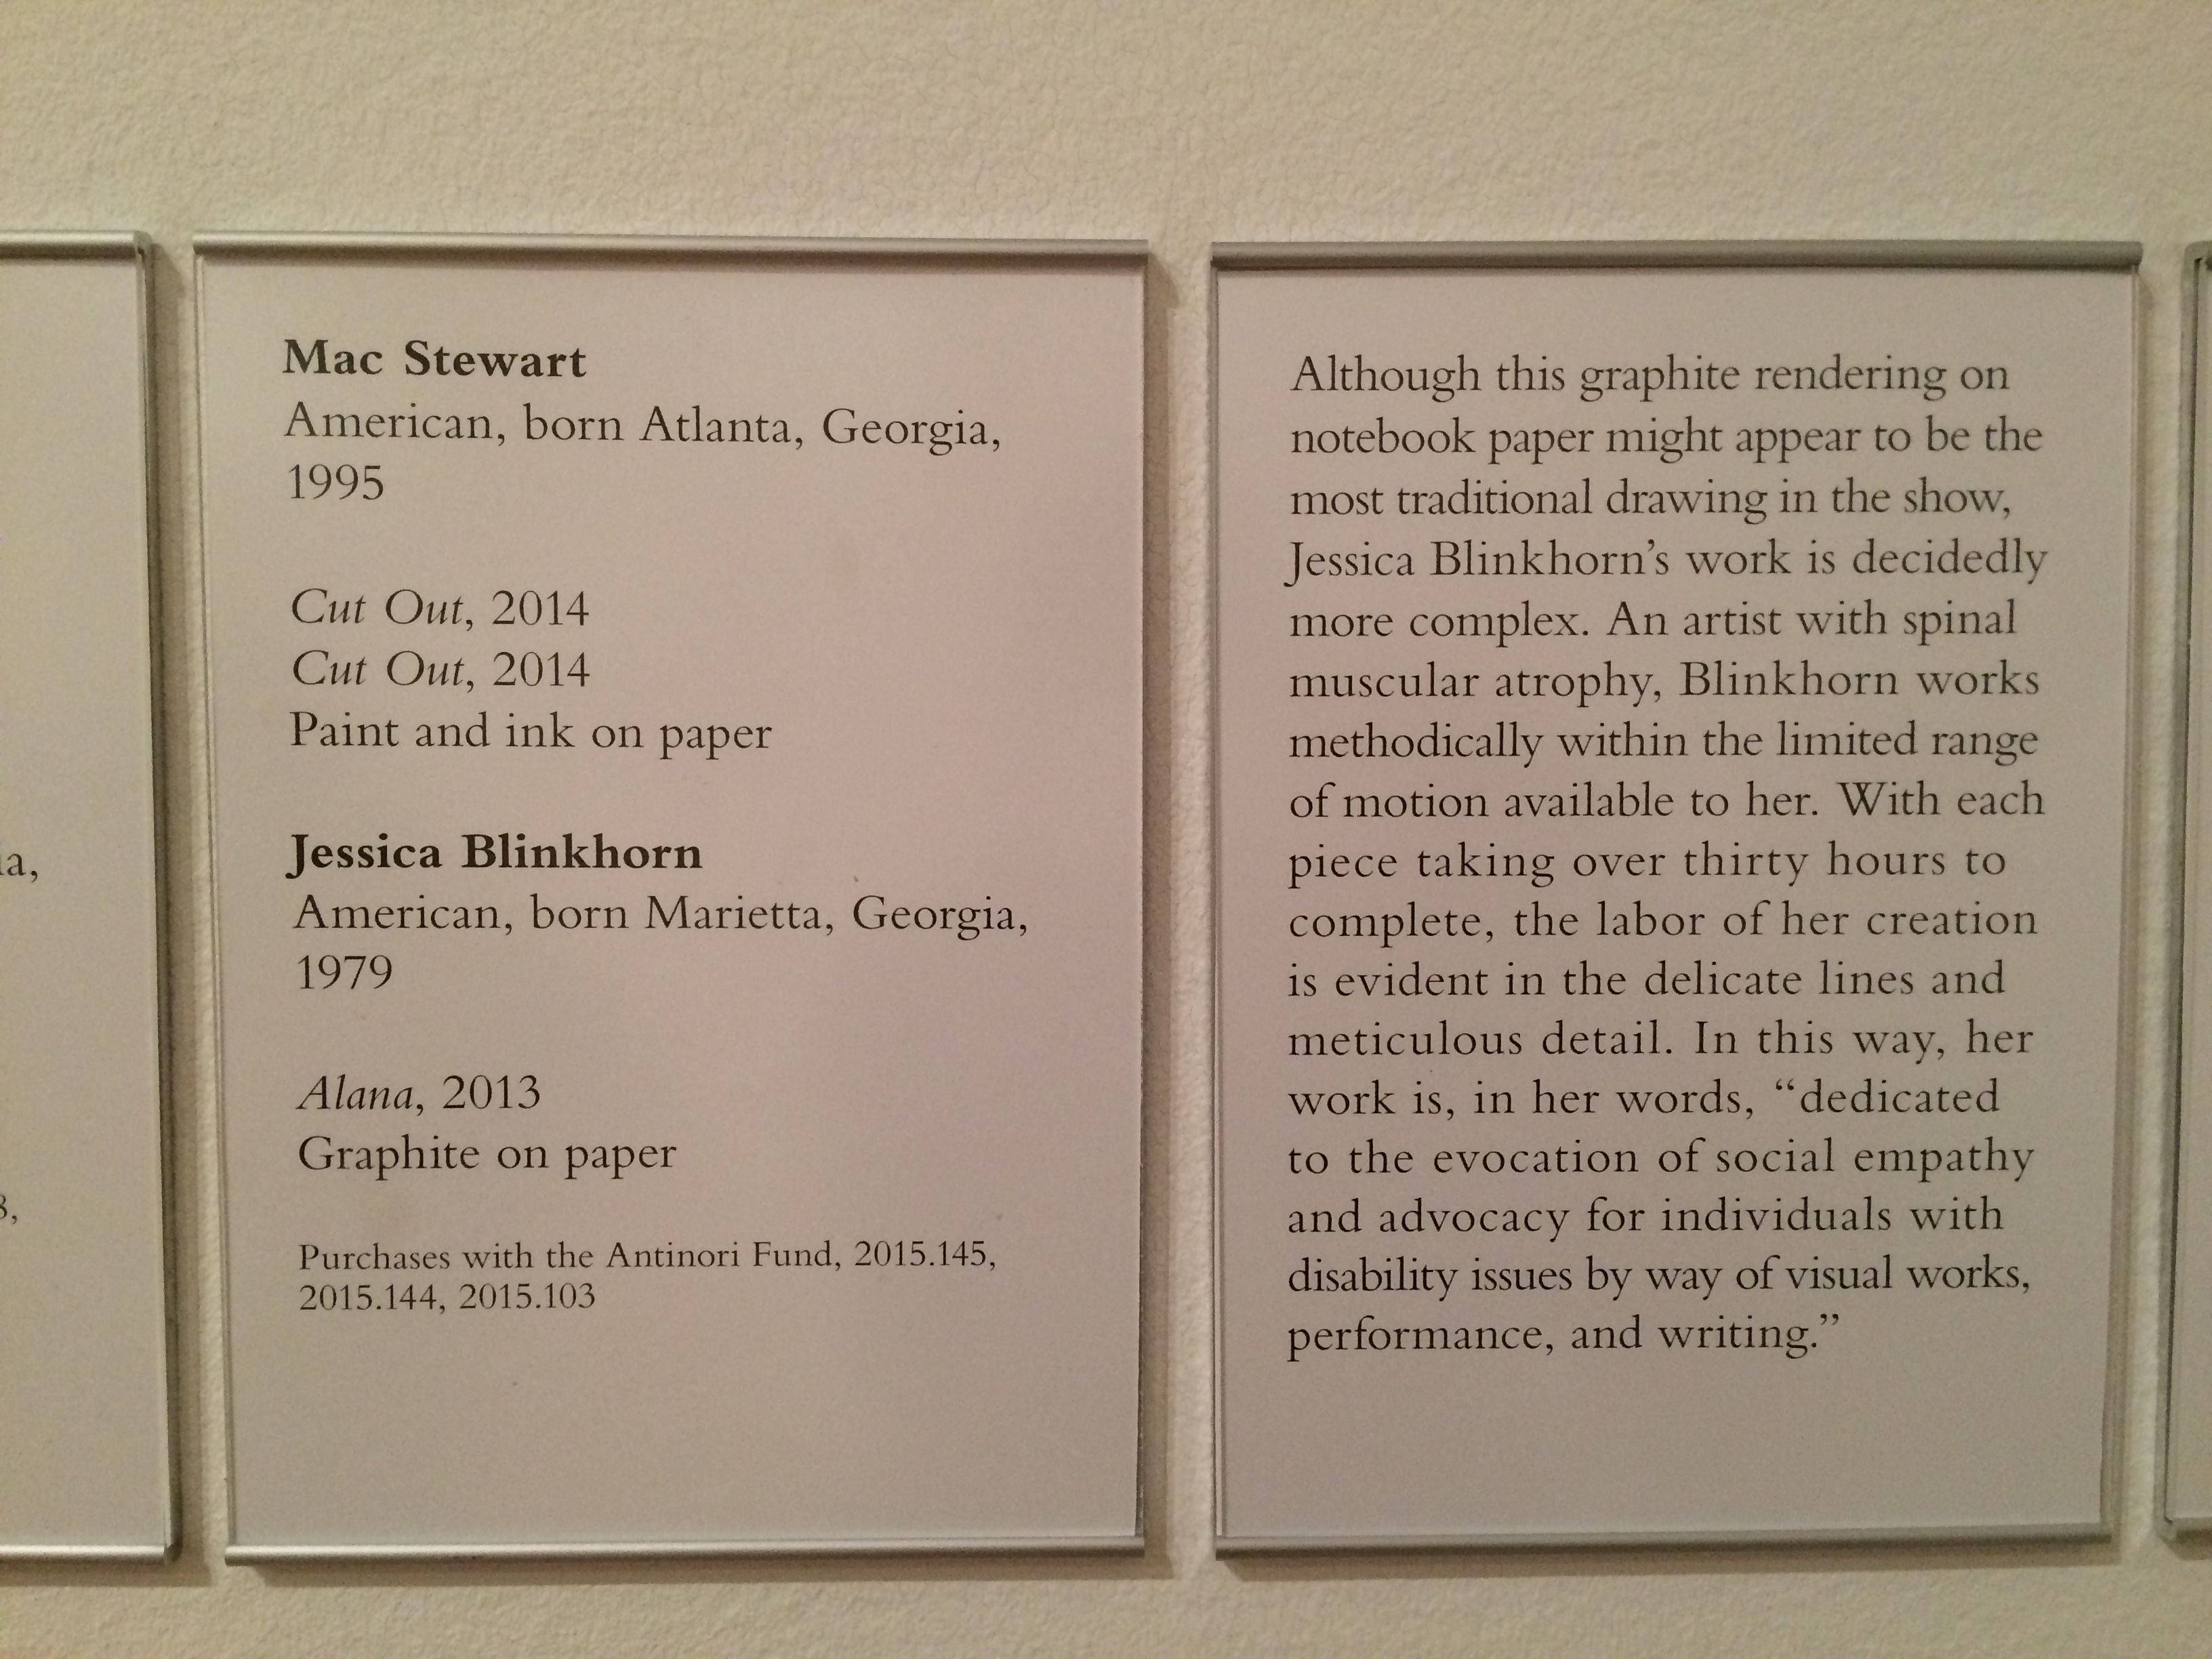 a,
3,
Mac Stewart
American, born Atlanta, Georgia,
1995
Cut Out, 2014
Cut Out, 2014
Paint and ink on paper
Jessica Blinkhorn
American, born Marietta, Georgia,
1979
Alana, 2013
Graphite on paper
Purchases with the Antinori Fund, 2015.145,
2015.144, 2015.103
Although this graphite rendering on
notebook paper might appear to be the
most traditional drawing in the show,
Jessica Blinkhorn’s work is decidedly
more complex. An artist with spinal
muscular atrophy, Blinkhorn works
methodically within the limited range
of motion available to her. With each
piece taking over thirty hours to
complete, the labor of her creation
is evident in the delicate lines and
meticulous detail. In this way, her
work is, in her words, “dedicated
to the evocation of social empathy
and advocacy for individuals with
disability issues by way of visual works,
performance, and writing.”